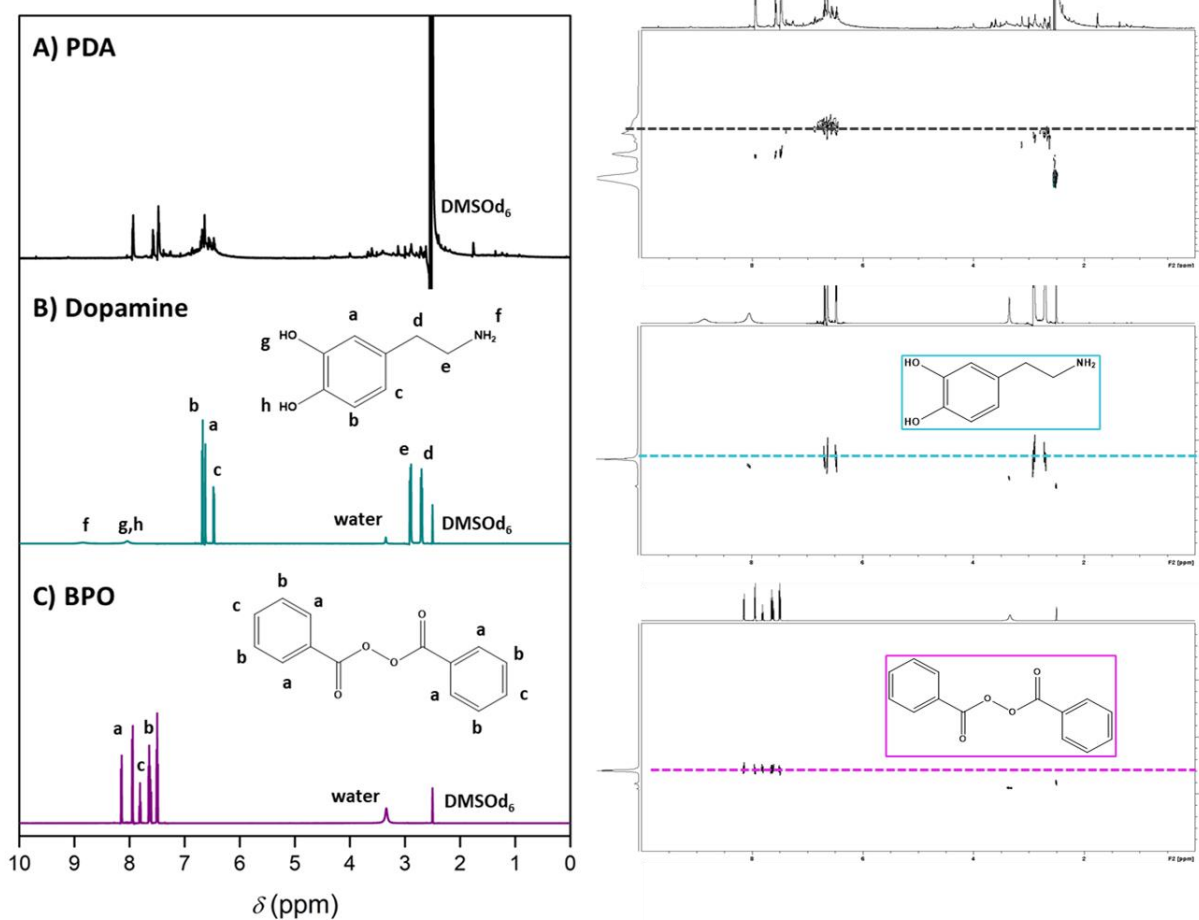 A) PDA
DMSOd6
B) Dopamine
a
d
f
g
HO
NH2
e
h
HO
c
b
b
a
c
e
d
f
g,h
water
DMSOd6
C) BPO
b
c
a
O
a
b
O
O
b
a
O
a
c
b
a
b
c
water
DMSOd6
10 9 8 7 6 5 4 3 2 1 0
δ (ppm)
8 6 4 2 F2 [ppm]
HO
NH2
HO
8 6 4 2 F2 [ppm]
O
O
O
O
8 6 4 2 F2 [ppm]